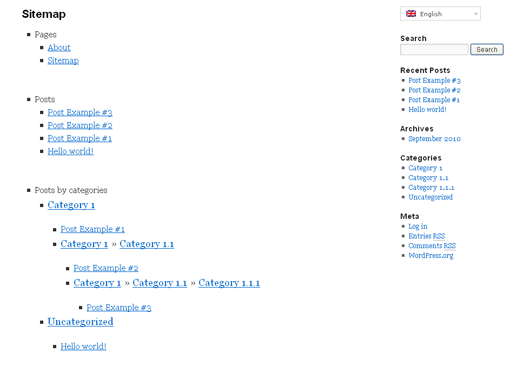 Sitemap
Pages
About
Sitemap
Posts
Post Example #3
Post Example #2
Post Example #1
Hello world!
Posts by categories
Category 1
Post Example #1
Category 1 » Category 1.1
Post Example #2
Category 1 » Category 1.1 » Category 1.1.1
Post Example #3
Uncategorized
Hello world!
English
Search
Search
Recent Posts
Post Example #3
Post Example #2
Post Example #1
Hello world!
Archives
September 2010
Categories
Category 1
Category 1.1
Category 1.1.1
Uncategorized
Meta
Log in
Entries RSS
Comments RSS
WordPress.org